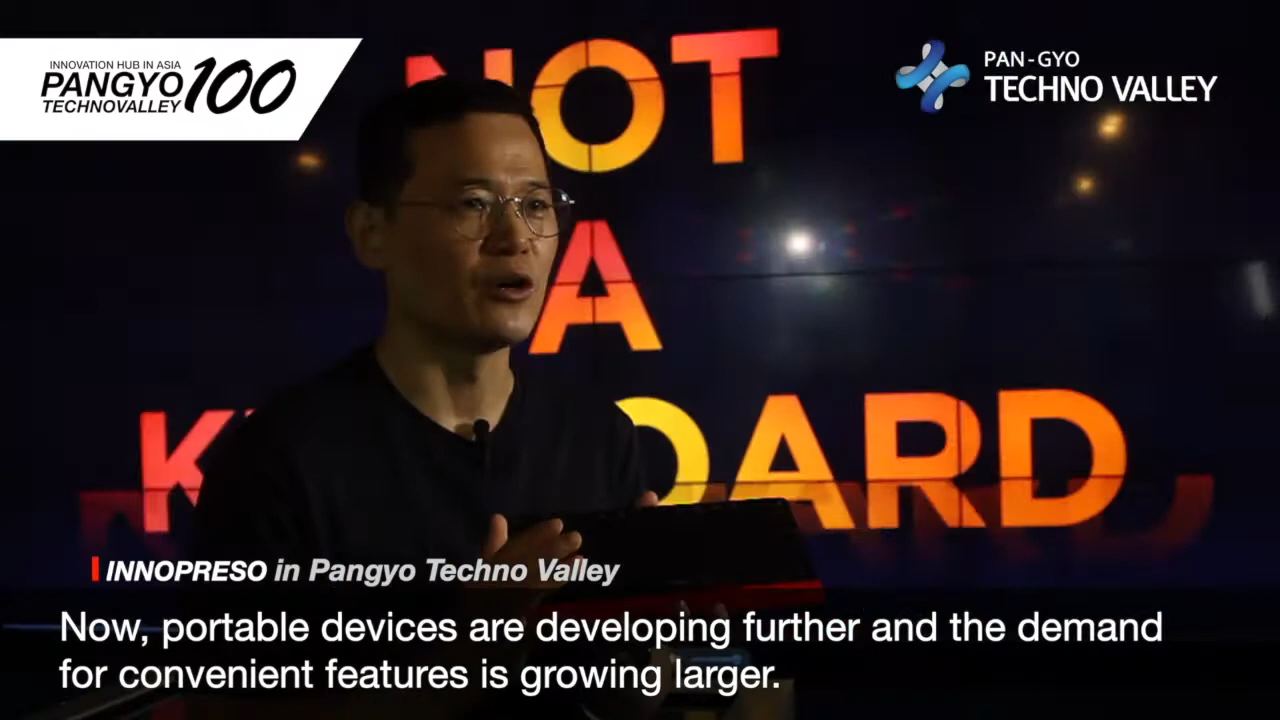 INNOVATION HUB IN ASIA
PANGYO
TECHNOVALLEY
100
PAN-GYO
TECHNO VALLEY
NOT
A
K OARD
INNOPRESO in Pangyo Techno Valley
Now, portable devices are developing further and the demand
for convenient features is growing larger.